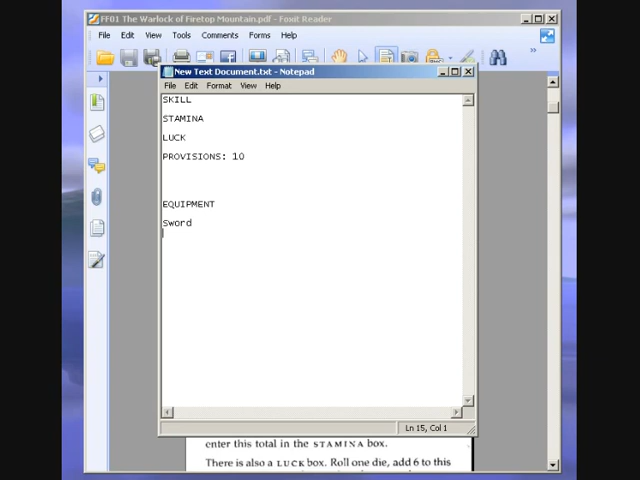 FF01 The Warlock of Firetop Mountain.pdf - Foxit Reader
File Edit View Tools Comments Forms Help
New Text Document.txt - Notepad
File Edit Format View Help
SKILL
STAMINA
LUCK
PROVISIONS: 10
EQUIPMENT
Sword
Ln 15, Col 1
enter this total in the STAMINA box.
There is also a LUCK box. Roll one die, add 6 to this